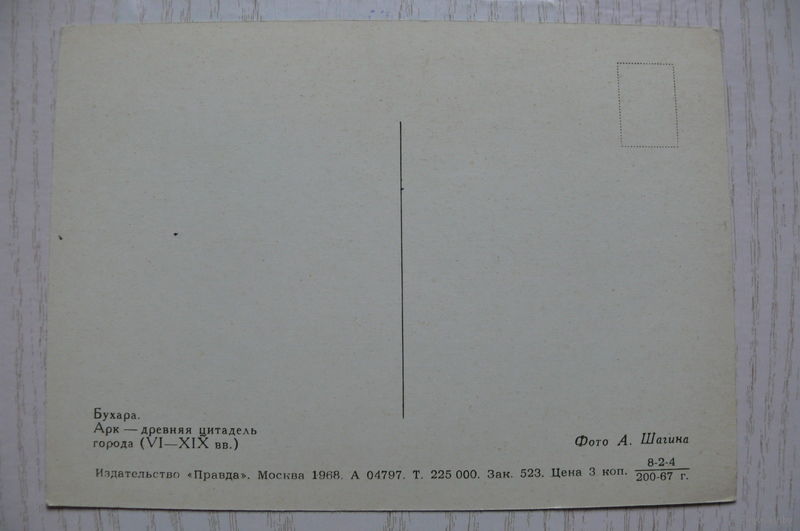 Бухара.
Арк — древняя цитадель
города (VI—XIX вв.)
Фото А. Шагина
Издательство «Правда». Москва 1968. А 04797. Т. 225 000. Зак. 523. Цена 3 коп. 8-2-4
200-67 г.